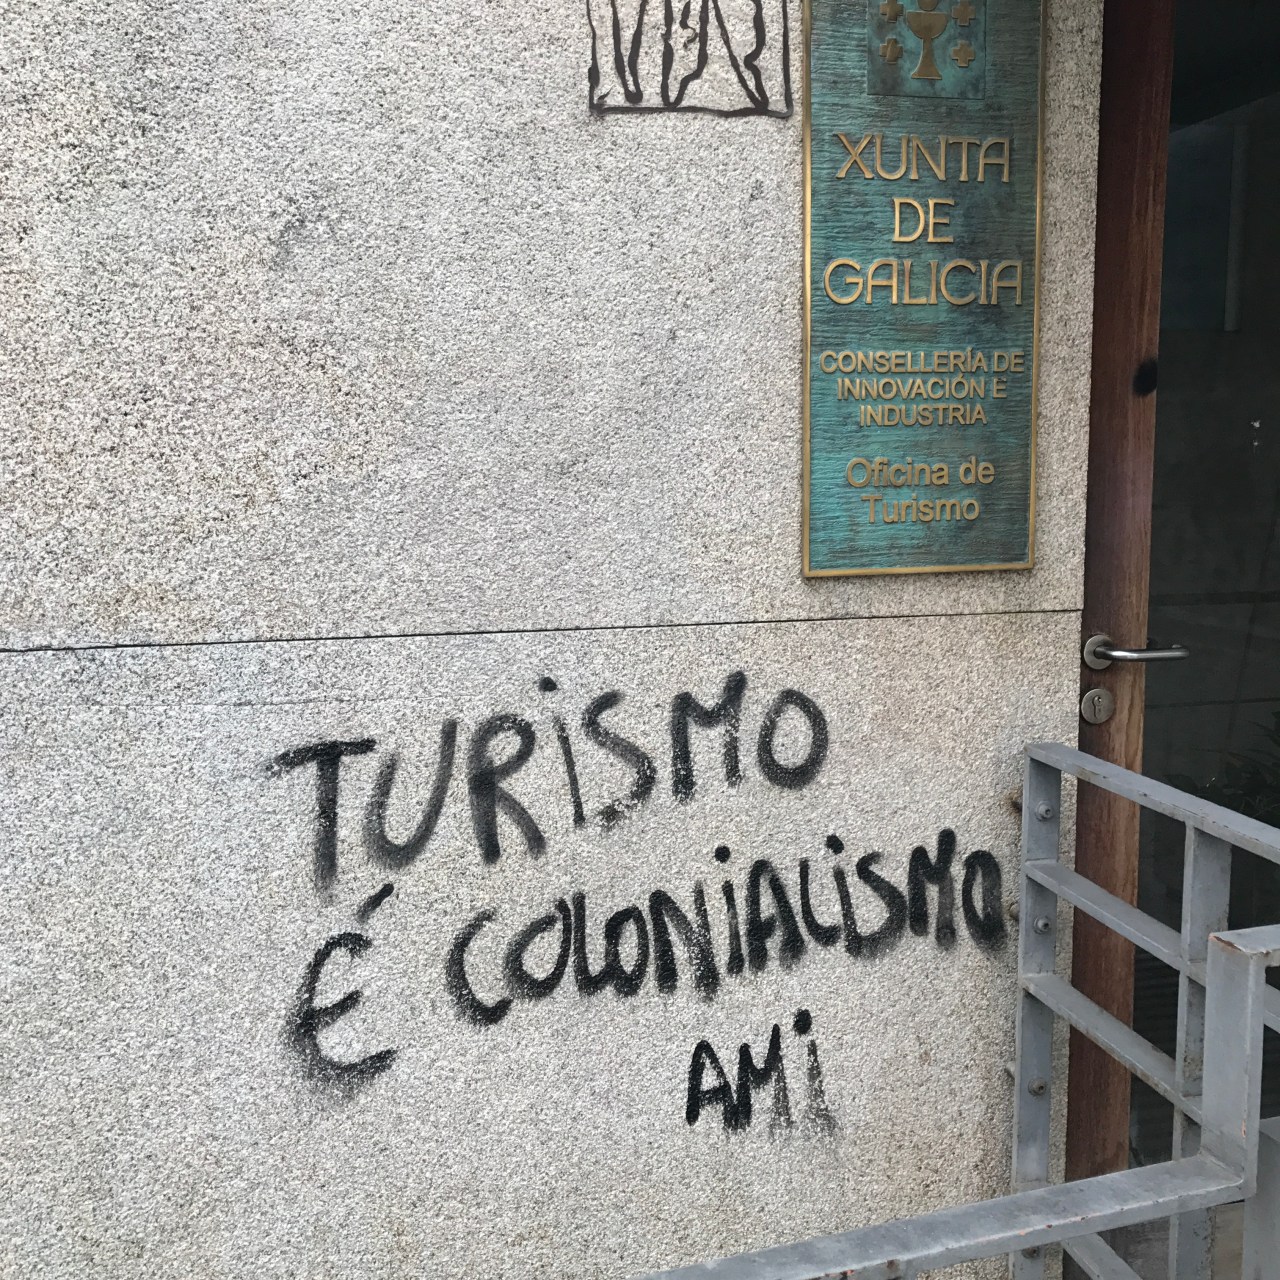 XUNTA
DE
GALICIA
CONSELLERÍA DE
INNOVACIÓN E
INDUSTRIA
Oficina de
Turismo
TURiSMO
É COLONiALiSMO
AMi